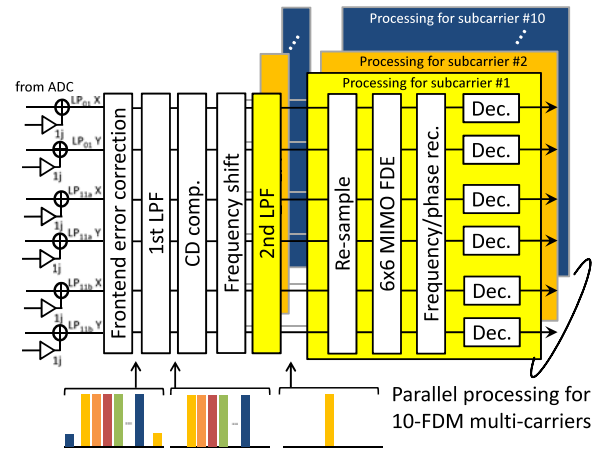 Processing for subcarrier #10
Processing for subcarrier #2
Processing for subcarrier #1
from ADC
LP01 X
1j
LP01 Y
1j
LP11a X
1j
LP11a Y
1j
LP11b X
1j
LP11b Y
1j
Frontend error correction
1st LPF
CD comp.
Frequency shift
2nd LPF
Re-sample
6x6 MIMO FDE
Frequency/phase rec.
Dec.
Dec.
Dec.
Dec.
Dec.
Dec.
...
...
Parallel processing for
10-FDM multi-carriers